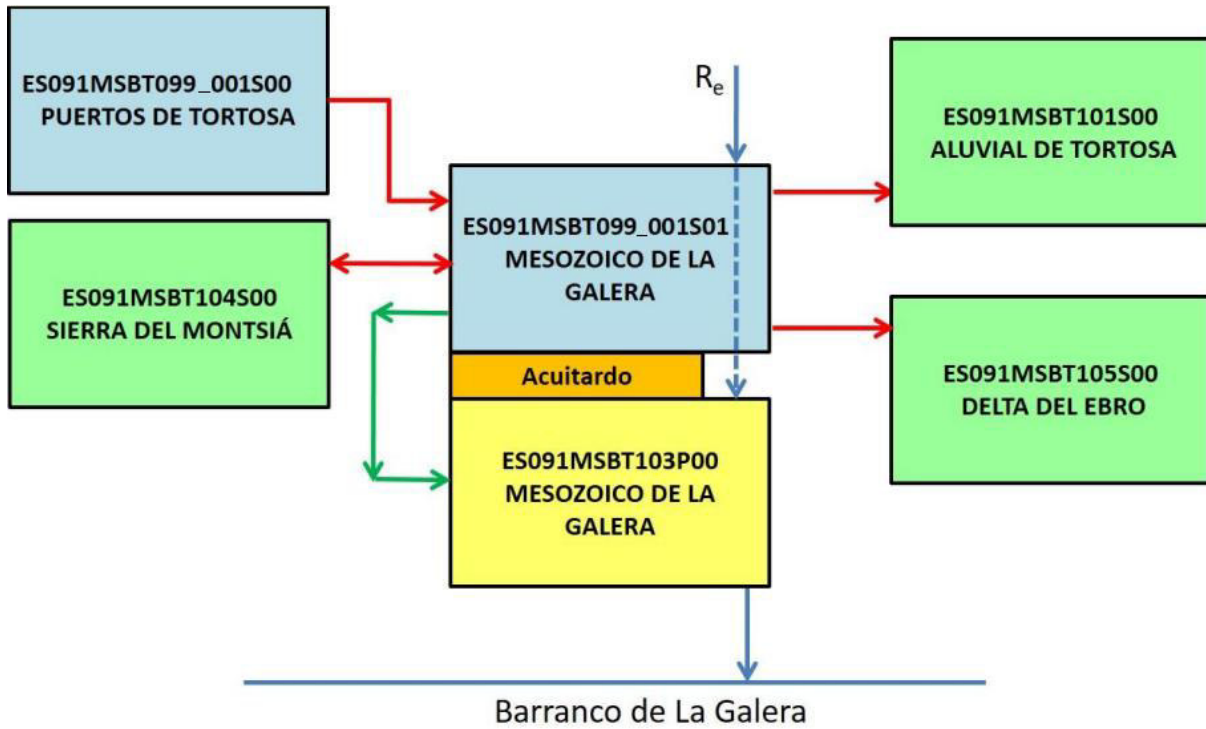 ES091MSBT099_001S00
PUERTOS DE TORTOSA
R_e
ES091MSBT101S00
ALUVIAL DE TORTOSA
ES091MSBT099_001S01
MESOZOICO DE LA
GALERA
ES091MSBT104S00
SIERRA DEL MONTSIÁ
Acuitardo
ES091MSBT105S00
DELTA DEL EBRO
ES091MSBT103P00
MESOZOICO DE LA
GALERA
Barranco de La Galera